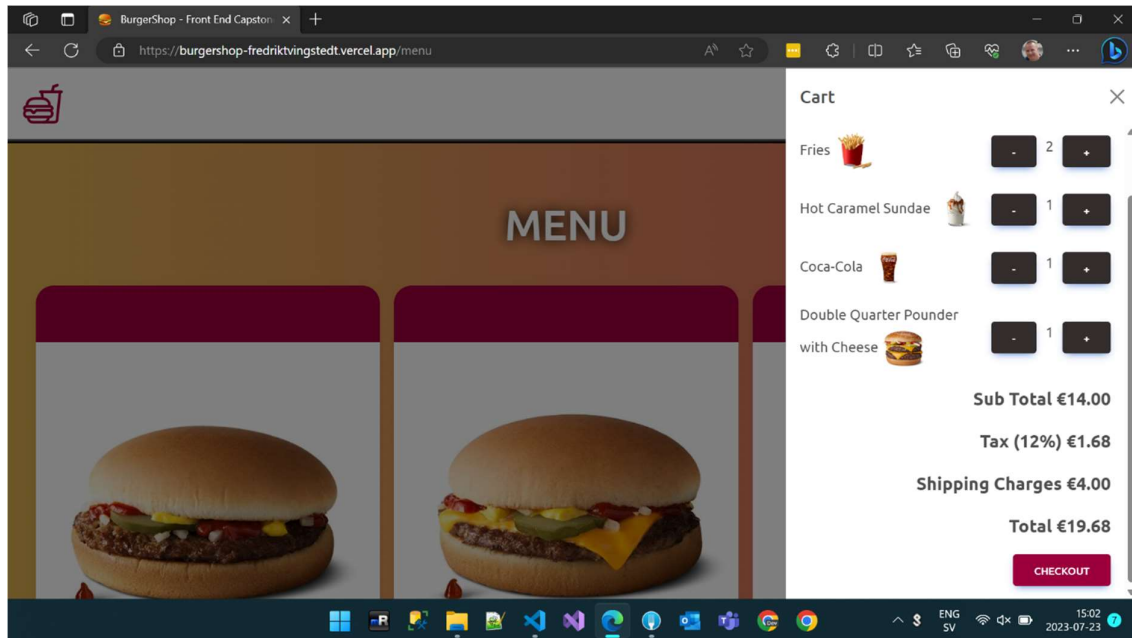 BurgerShop - Front End Capston
https://burgershop-fredriktvingstedt.vercel.app/menu
MENU
Cart
Fries - 2 +
Hot Caramel Sundae - 1 +
Coca-Cola - 1 +
Double Quarter Pounder
with Cheese - 1 +
Sub Total €14.00
Tax (12%) €1.68
Shipping Charges €4.00
Total €19.68
CHECKOUT
ENG
SV
15:02
2023-07-23
7